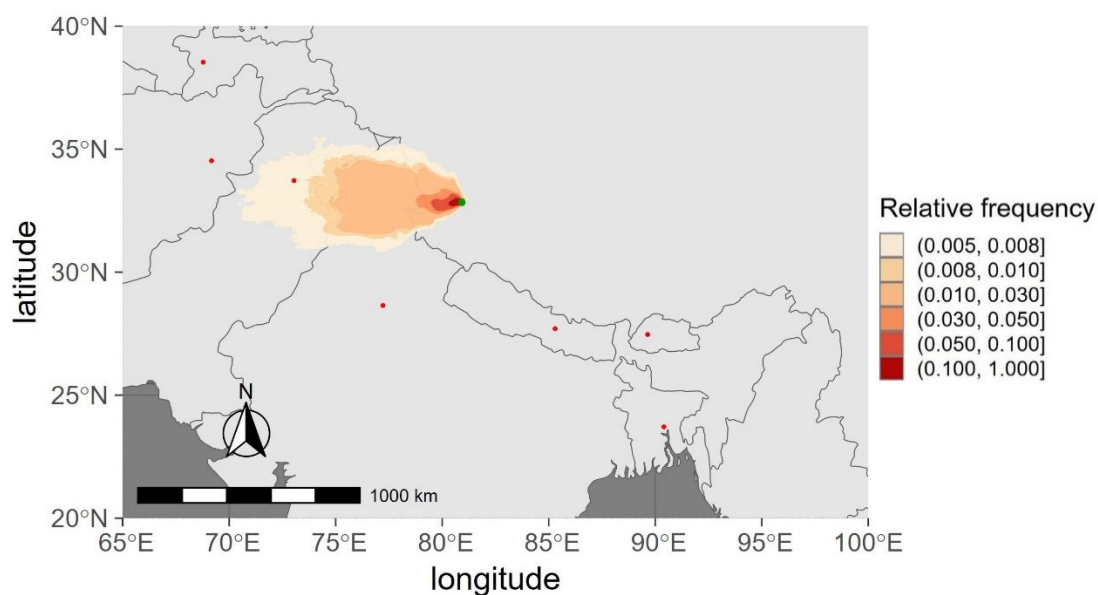 40°N
35°N
30°N
25°N
20°N
latitude
N
1000 km
65°E 70°E 75°E 80°E 85°E 90°E 95°E 100°E
longitude
Relative frequency
(0.005, 0.008]
(0.008, 0.010]
(0.010, 0.030]
(0.030, 0.050]
(0.050, 0.100]
(0.100, 1.000]